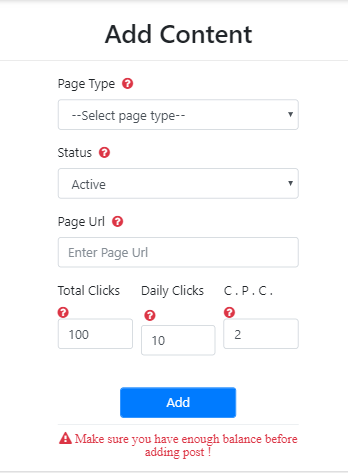 Add Content
Page Type ?
--Select page type--
Status ?
Active
Page Url ?
Enter Page Url
Total Clicks Daily Clicks C . P . C .
? ? ?
100 10 2
Add
Make sure you have enough balance before
adding post !